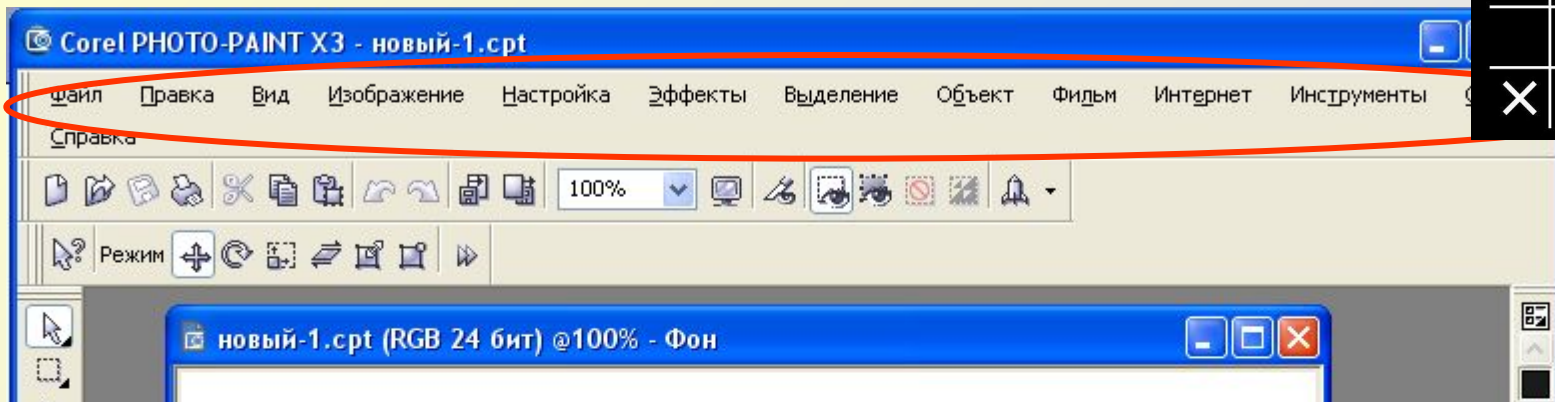 Corel PHOTO-PAINT X3 - новый-1.cpt
Файл Правка Вид Изображение Настройка Эффекты Выделение Объект Фильм Интернет Инструменты
Справка
100%
Режим
новый-1.cpt (RGB 24 бит) @100% - Фон